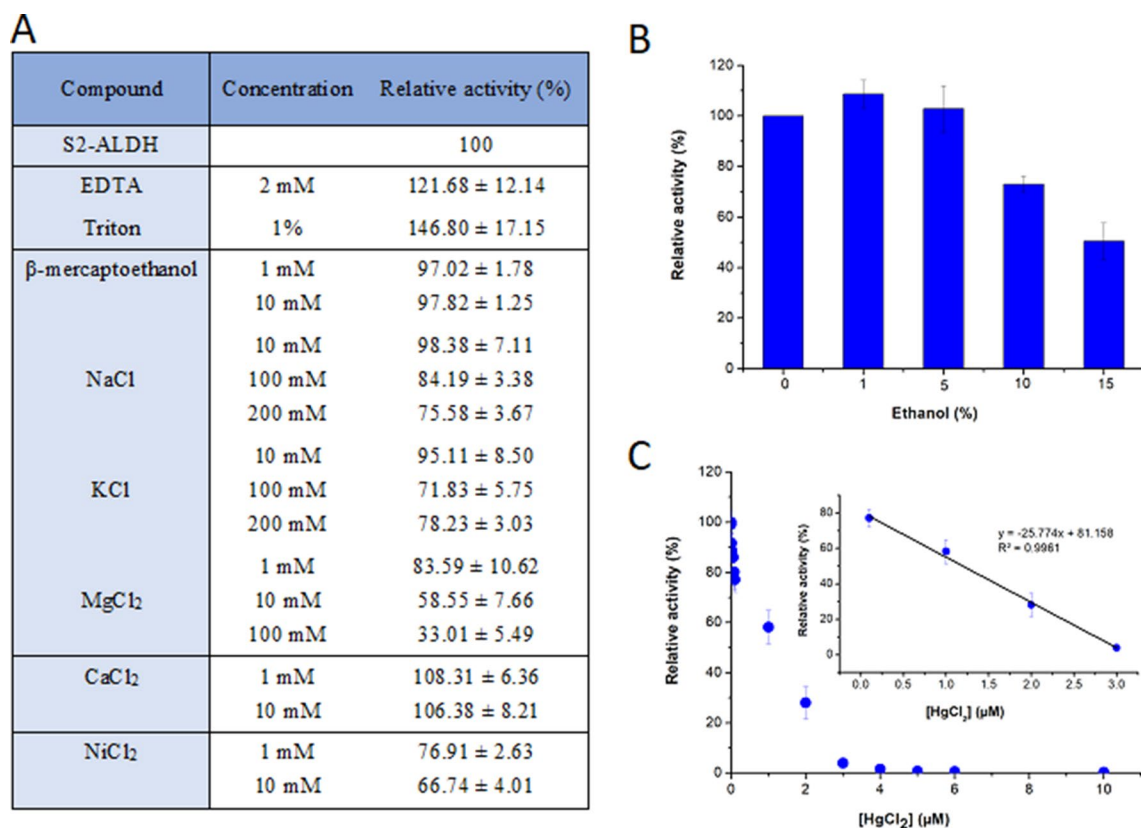 A
Compound Concentration Relative activity (%)
S2-ALDH 100
EDTA 2 mM 121.68 ± 12.14
Triton 1% 146.80 ± 17.15
β-mercaptoethanol 1 mM 97.02 ± 1.78
10 mM 97.82 ± 1.25
10 mM 98.38 ± 7.11
NaCl 100 mM 84.19 ± 3.38
200 mM 75.58 ± 3.67
10 mM 95.11 ± 8.50
KCl 100 mM 71.83 ± 5.75
200 mM 78.23 ± 3.03
1 mM 83.59 ± 10.62
MgCl₂ 10 mM 58.55 ± 7.66
100 mM 33.01 ± 5.49
CaCl₂ 1 mM 108.31 ± 6.36
10 mM 106.38 ± 8.21
NiCl₂ 1 mM 76.91 ± 2.63
10 mM 66.74 ± 4.01
B
Relative activity (%)
120
100
80
60
40
20
0
0 1 5 10 15
Ethanol (%)
C
Relative activity (%)
120
100
80
60
40
20
0
0 2 4 6 8 10
[HgCl₂] (µM)
Relative activity (%)
80
60
40
20
0
y = -25.774x + 81.158
R² = 0.9961
0.0 0.5 1.0 1.5 2.0 2.5 3.0
[HgCl₂] (µM)